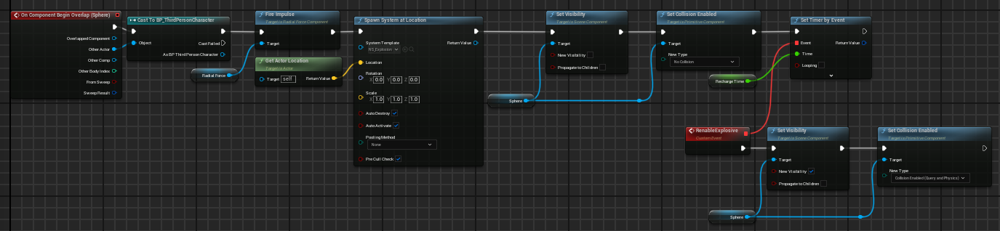 On Component Begin Overlap (Sphere)
Overlapped Component
Other Actor
Other Comp
Other Body Index
From Sweep
Sweep Result
Cast To BP_ThirdPersonCharacter
Object
Cast Failed
As BP Third Person Character
Radial Force
Fire Impulse
Target is Radial Force Component
Target
Get Actor Location
Target is Actor
Target
self
Return Value
Spawn System at Location
System Template
NS_Explosion
Return Value
Location
Rotation
X 0.0 Y 0.0 Z 0.0
Scale
X 1.0 Y 1.0 Z 1.0
Auto Destroy
Auto Activate
Pooling Method
None
Pre Cull Check
Sphere
Set Visibility
Target is Scene Component
Target
New Visibility
Propagate to Children
Set Collision Enabled
Target is Primitive Component
Target
New Type
No Collision
Recharge Time
Set Timer by Event
Event
Return Value
Time
Looping
RenableExplosive
Custom Event
Set Visibility
Target is Scene Component
Target
New Visibility
Propagate to Children
Sphere
Set Collision Enabled
Target is Primitive Component
Target
New Type
Collision Enabled (Query and Physics)